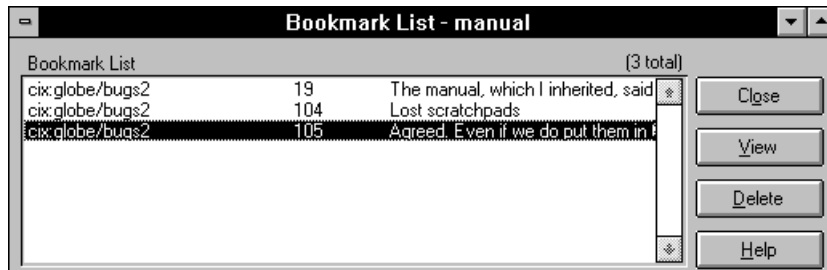 Bookmark List - manual
Bookmark List (3 total)
cix:globe/bugs2 19 The manual, which I inherited, said
cix:globe/bugs2 104 Lost scratchpads
cix:globe/bugs2 105 Agreed. Even if we do put them in
Close
View
Delete
Help